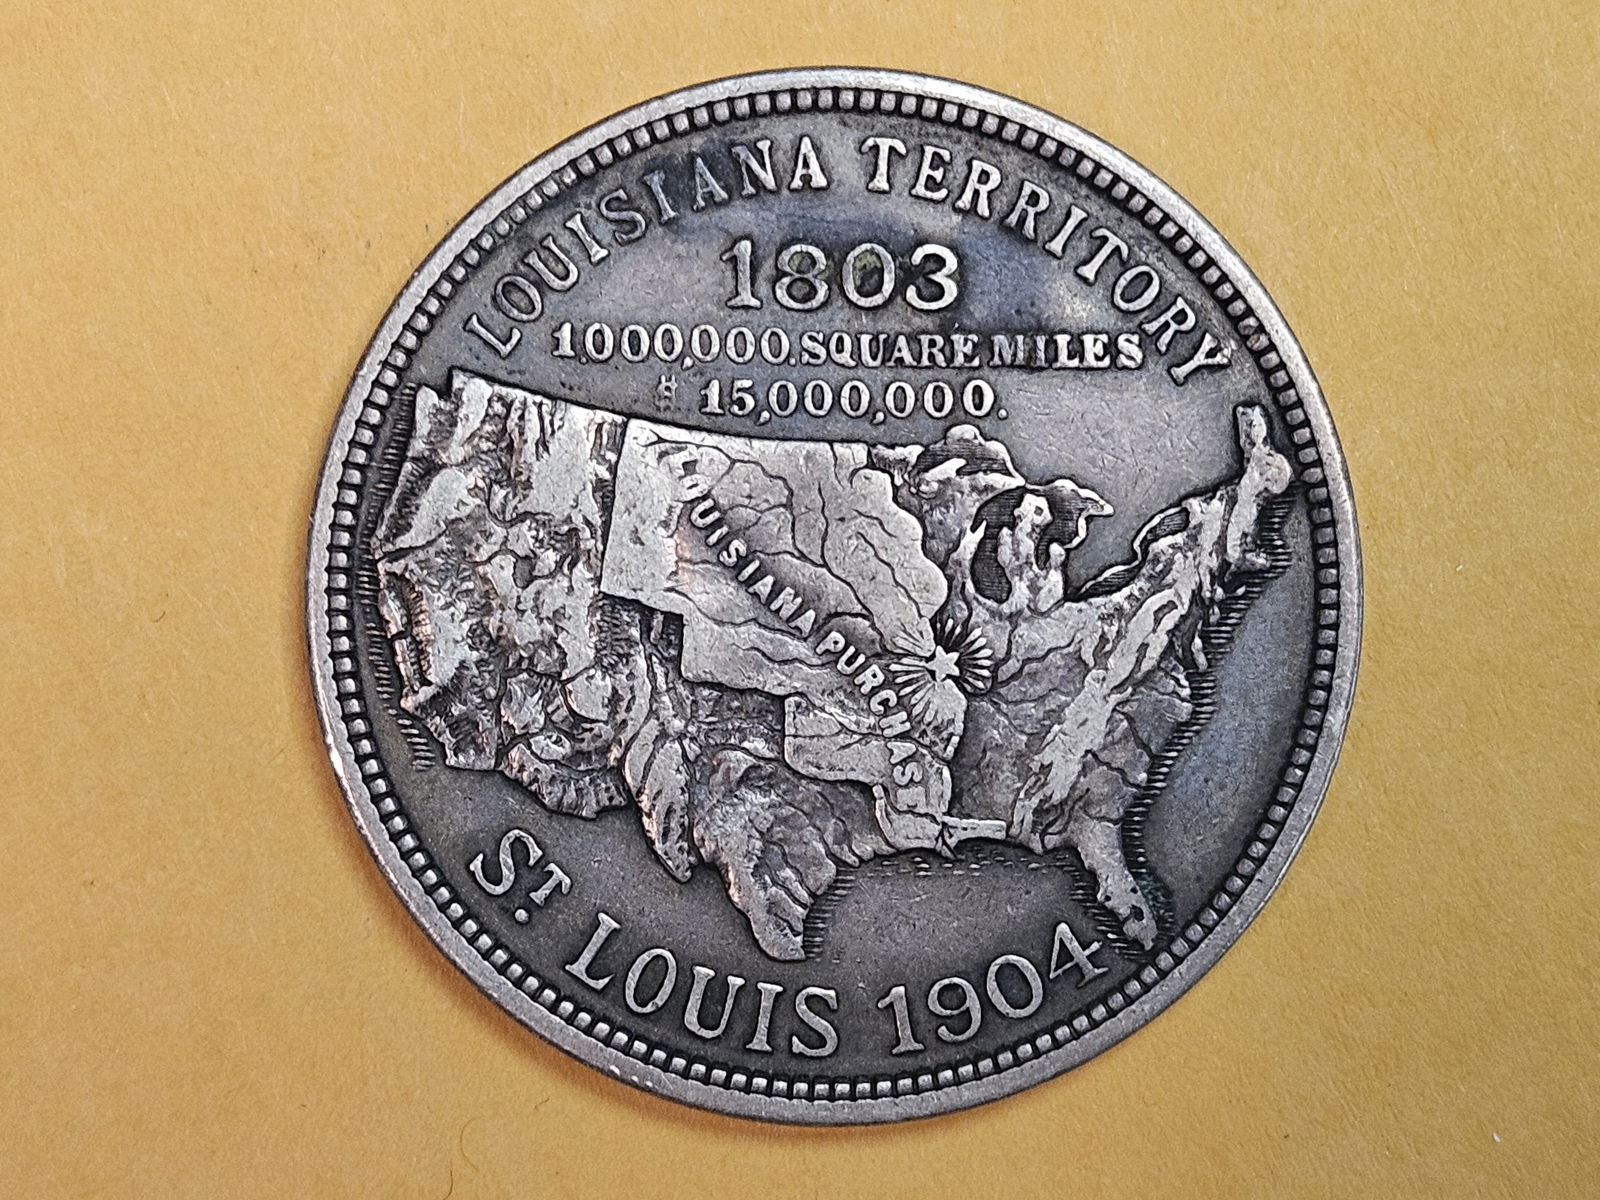 LOUISIANA TERRITORY
1803
1,000,000.SQUARE MILES
$ 15,000,000.
LOUISIANA PURCHASE
ST. LOUIS 1904